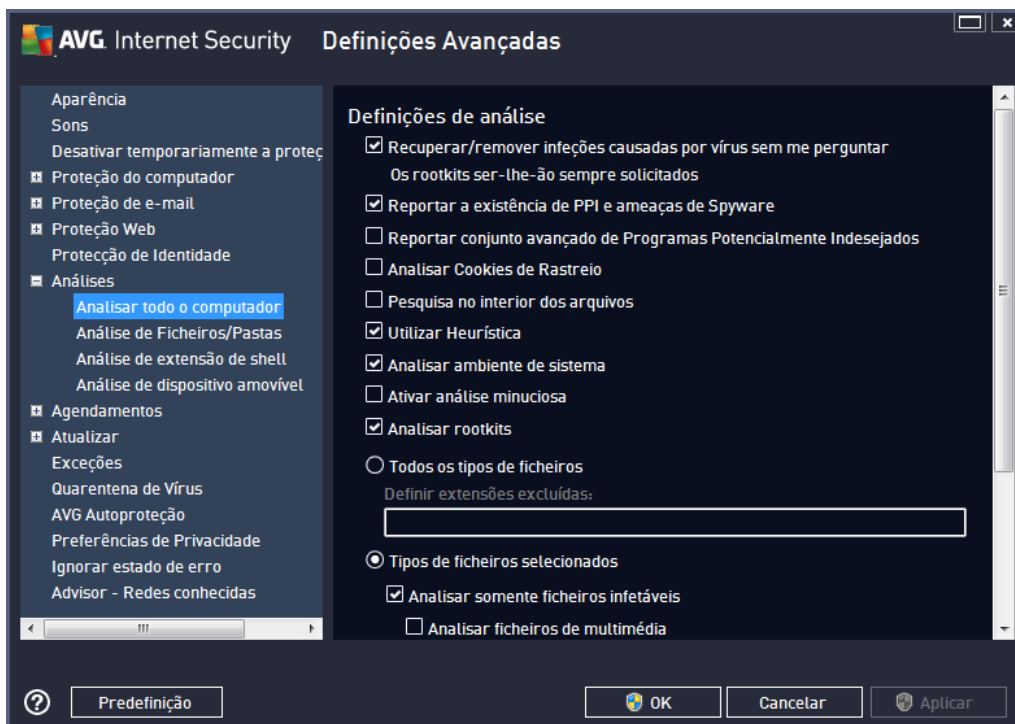 AVG Internet Security
Definições Avançadas
Aparência
Sons
Desativar temporariamente a proteç
Proteção do computador
Proteção de e-mail
Proteção Web
Protecção de Identidade
Análises
Analisar todo o computador
Análise de Ficheiros/Pastas
Análise de extensão de shell
Análise de dispositivo amovível
Agendamentos
Atualizar
Exceções
Quarentena de Vírus
AVG Autoproteção
Preferências de Privacidade
Ignorar estado de erro
Advisor - Redes conhecidas
Definições de análise
Recuperar/remover infeções causadas por vírus sem me perguntar
Os rootkits ser-lhe-ão sempre solicitados
Reportar a existência de PPI e ameaças de Spyware
Reportar conjunto avançado de Programas Potencialmente Indesejados
Analisar Cookies de Rastreio
Pesquisa no interior dos arquivos
Utilizar Heurística
Analisar ambiente de sistema
Ativar análise minuciosa
Analisar rootkits
Todos os tipos de ficheiros
Definir extensões excluídas:
Tipos de ficheiros selecionados
Analisar somente ficheiros infetáveis
Analisar ficheiros de multimédia
Predefinição
OK
Cancelar
Aplicar